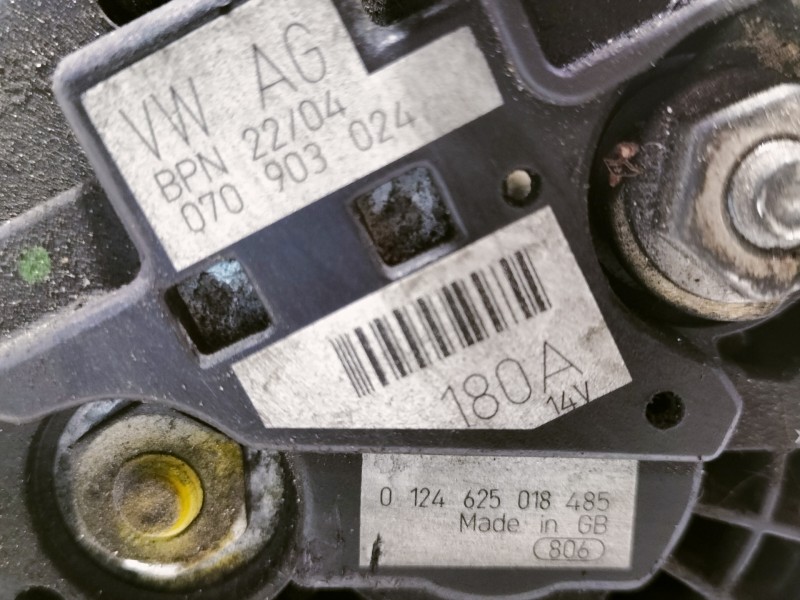 VW AG
BPN 22/04
070 903 024
180A
14V
0 124 625 018 485
Made in GB
806